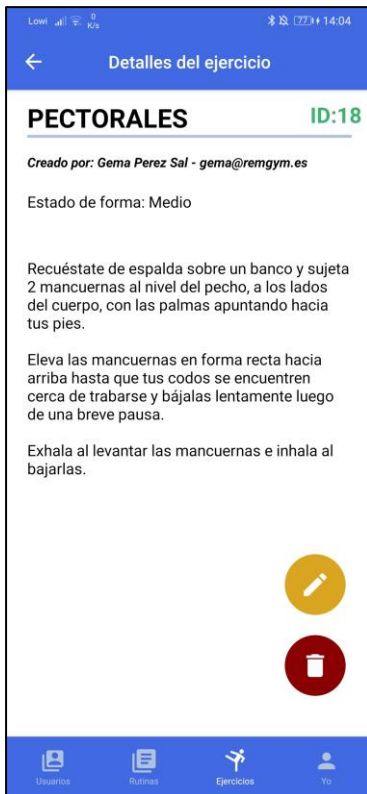 Lowi 0 K/s 77 14:04
Detalles del ejercicio
PECTORALES ID:18
Creado por: Gema Perez Sal - gema@remgym.es
Estado de forma: Medio
Recuéstate de espalda sobre un banco y sujeta
2 mancuernas al nivel del pecho, a los lados
del cuerpo, con las palmas apuntando hacia
tus pies.
Eleva las mancuernas en forma recta hacia
arriba hasta que tus codos se encuentren
cerca de trabarse y bájalas lentamente luego
de una breve pausa.
Exhala al levantar las mancuernas e inhala al
bajarlas.
Usuarios Rutinas Ejercicios Yo